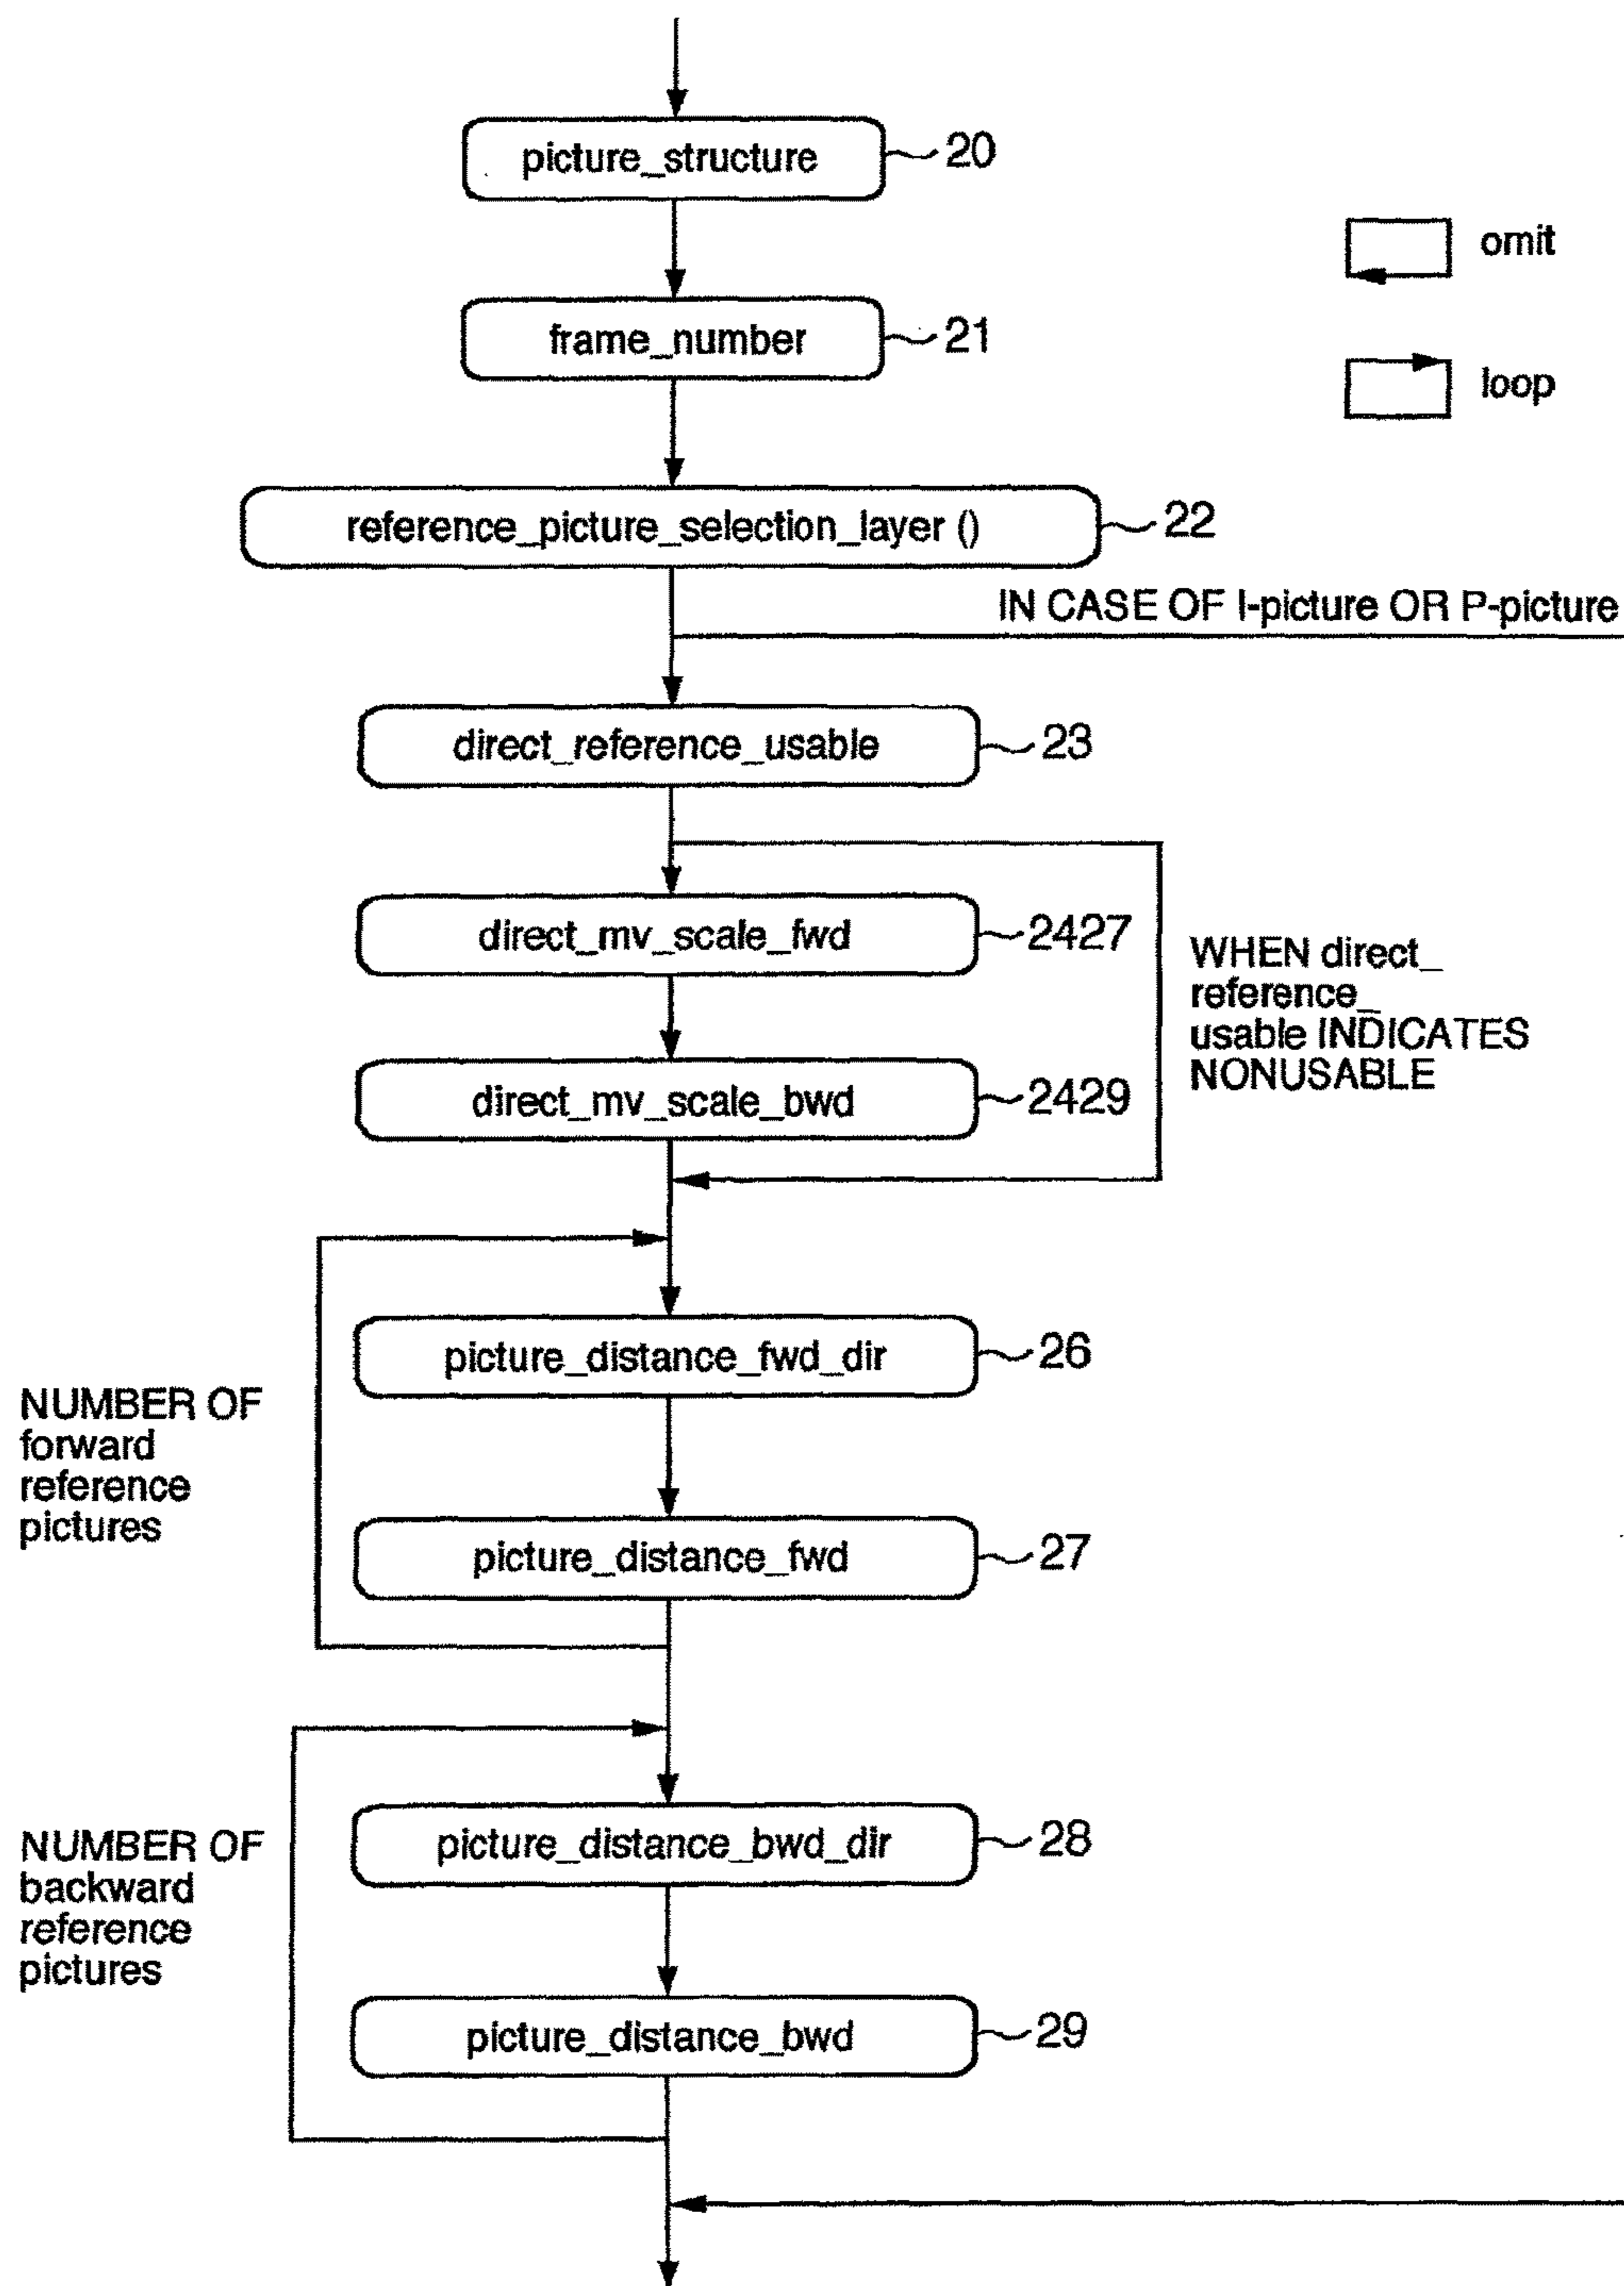 picture_structure
20
omit
frame_number
21
loop
reference_picture_selection_layer ()
22
IN CASE OF I-picture OR P-picture
direct_reference_usable
23
direct_mv_scale_fwd
2427
WHEN direct_
reference_
usable INDICATES
NONUSABLE
direct_mv_scale_bwd
2429
picture_distance_fwd_dir
26
NUMBER OF
forward
reference
pictures
picture_distance_fwd
27
picture_distance_bwd_dir
28
NUMBER OF
backward
reference
pictures
picture_distance_bwd
29